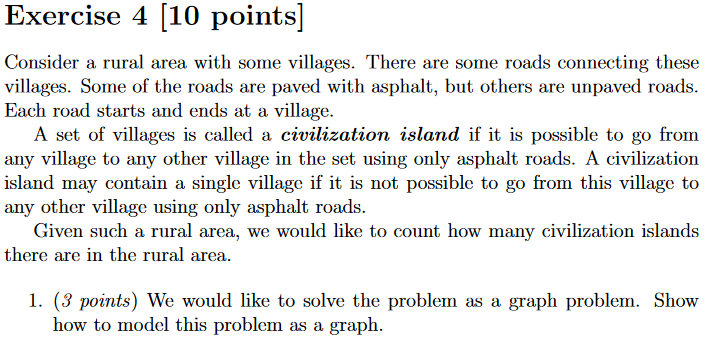 Exercise 4 [10 points]
Consider a rural area with some villages. There are some roads connecting these
villages. Some of the roads are paved with asphalt, but others are unpaved roads.
Each road starts and ends at a village.
A set of villages is called a civilization island if it is possible to go from
any village to any other village in the set using only asphalt roads. A civilization
island may contain a single village if it is not possible to go from this village to
any other village using only asphalt roads.
Given such a rural area, we would like to count how many civilization islands
there are in the rural area.
1. (3 points) We would like to solve the problem as a graph problem. Show
how to model this problem as a graph.